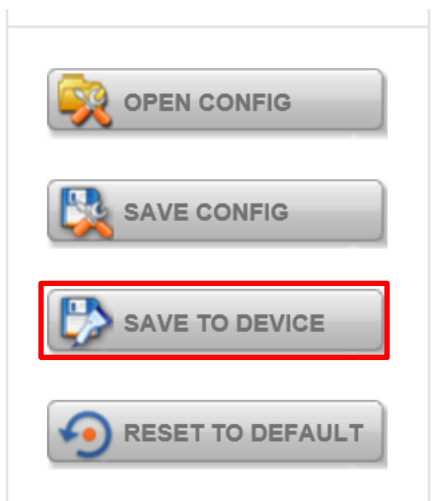 OPEN CONFIG
SAVE CONFIG
SAVE TO DEVICE
RESET TO DEFAULT